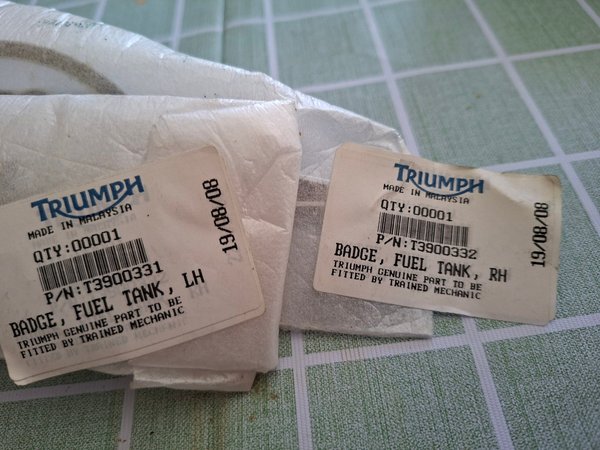 TRIUMPH
MADE IN MALAYSIA
QTY:00001
P/N:T3900331
BADGE, FUEL TANK, LH
TRIUMPH GENUINE PART TO BE
FITTED BY TRAINED MECHANIC
19/08/08
TRIUMPH
MADE IN MALAYSIA
QTY:00001
P/N:T3900332
BADGE, FUEL TANK, RH
TRIUMPH GENUINE PART TO BE
FITTED BY TRAINED MECHANIC
19/08/08